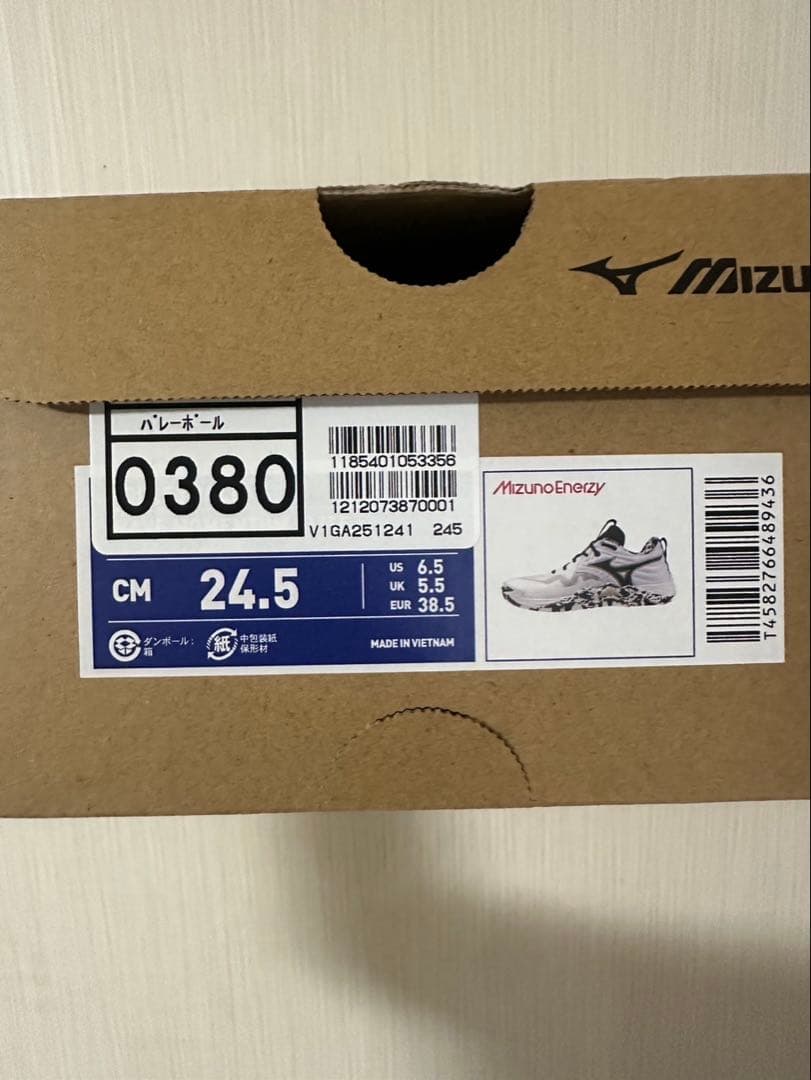 MIZU
バレーボール
0380
1185401053356
1212073870001
V1GA251241 245
CM 24.5
US 6.5
UK 5.5
EUR 38.5
ダンボール:
箱
紙
中包装紙
保形材
MADE IN VIETNAM
MizunoEnerzy
T4582766489436